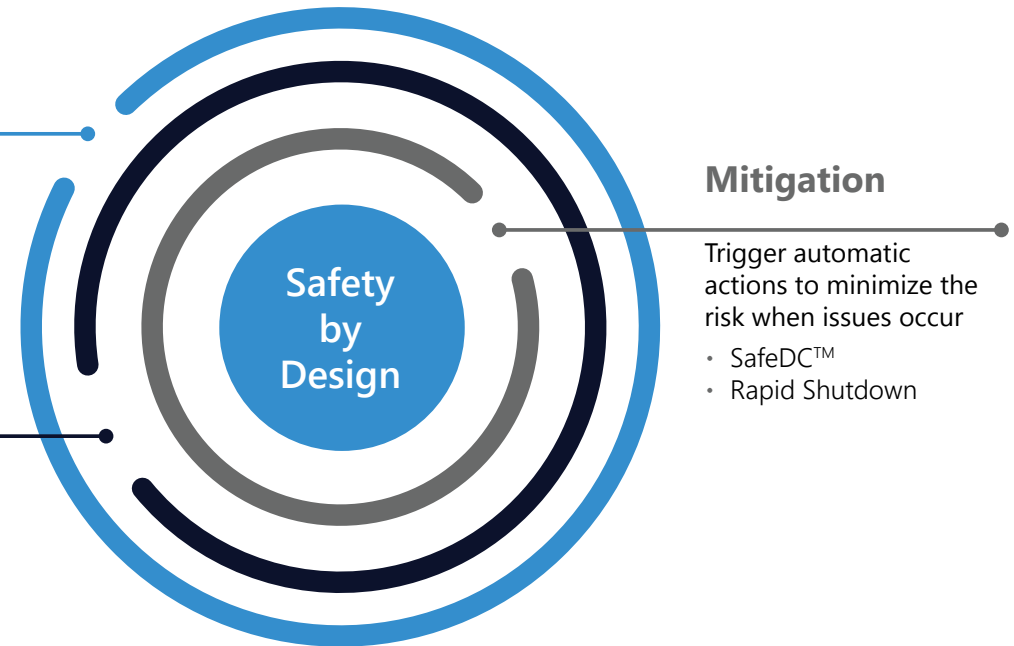 Safety
by
Design
Mitigation
Trigger automatic
actions to minimize the
risk when issues occur
• SafeDC™
• Rapid Shutdown